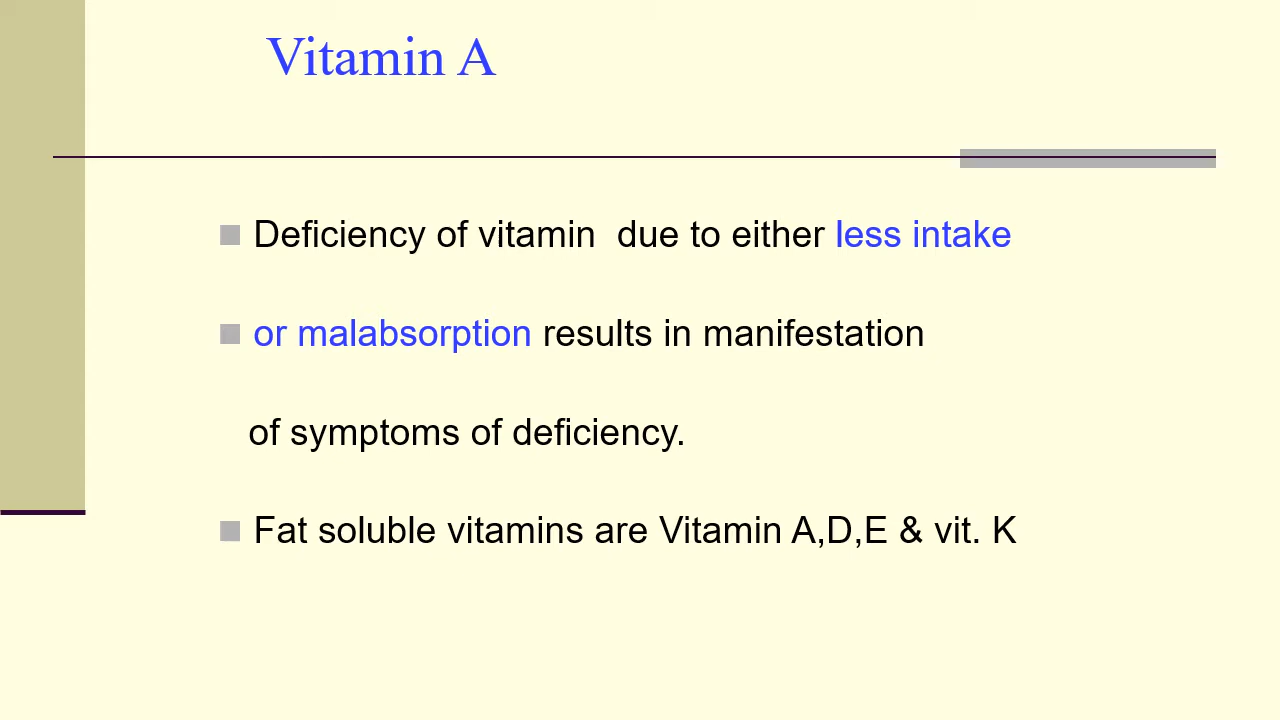 Vitamin A
Deficiency of vitamin  due to either less intake
or malabsorption results in manifestation
of symptoms of deficiency.
Fat soluble vitamins are Vitamin A,D,E & vit. K